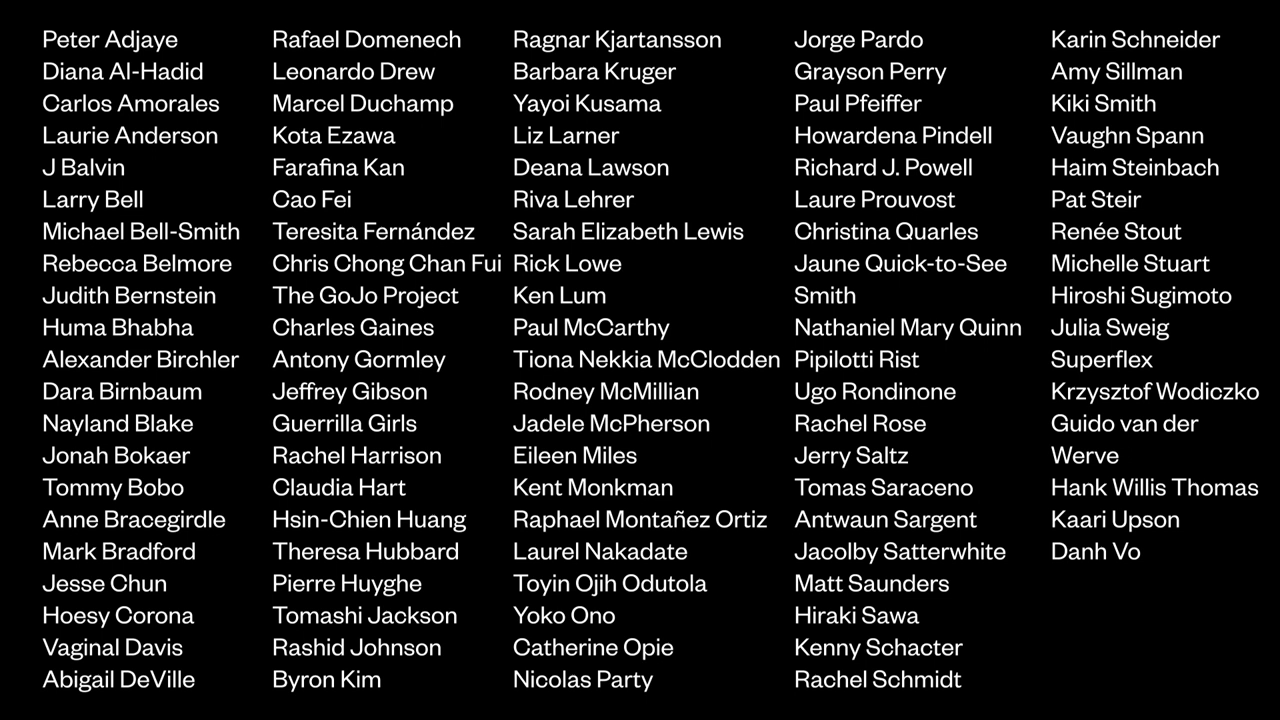 Peter Adjaye
Diana Al-Hadid
Carlos Amorales
Laurie Anderson
J Balvin
Larry Bell
Michael Bell-Smith
Rebecca Belmore
Judith Bernstein
Huma Bhabha
Alexander Birchler
Dara Birnbaum
Nayland Blake
Jonah Bokaer
Tommy Bobo
Anne Bracegirdle
Mark Bradford
Jesse Chun
Hoesy Corona
Vaginal Davis
Abigail DeVille
Rafael Domenech
Leonardo Drew
Marcel Duchamp
Kota Ezawa
Farafina Kan
Cao Fei
Teresita Fernández
Chris Chong Chan Fui
The GoJo Project
Charles Gaines
Antony Gormley
Jeffrey Gibson
Guerrilla Girls
Rachel Harrison
Claudia Hart
Hsin-Chien Huang
Theresa Hubbard
Pierre Huyghe
Tomashi Jackson
Rashid Johnson
Byron Kim
Ragnar Kjartansson
Barbara Kruger
Yayoi Kusama
Liz Larner
Deana Lawson
Riva Lehrer
Sarah Elizabeth Lewis
Rick Lowe
Ken Lum
Paul McCarthy
Tiona Nekkia McClodden
Rodney McMillian
Jadele McPherson
Eileen Miles
Kent Monkman
Raphael Montañez Ortiz
Laurel Nakadate
Toyin Ojih Odutola
Yoko Ono
Catherine Opie
Nicolas Party
Jorge Pardo
Grayson Perry
Paul Pfeiffer
Howardena Pindell
Richard J. Powell
Laure Prouvost
Christina Quarles
Jaune Quick-to-See
Smith
Nathaniel Mary Quinn
Pipilotti Rist
Ugo Rondinone
Rachel Rose
Jerry Saltz
Tomas Saraceno
Antwaun Sargent
Jacolby Satterwhite
Matt Saunders
Hiraki Sawa
Kenny Schacter
Rachel Schmidt
Karin Schneider
Amy Sillman
Kiki Smith
Vaughn Spann
Haim Steinbach
Pat Steir
Renée Stout
Michelle Stuart
Hiroshi Sugimoto
Julia Sweig
Superflex
Krzysztof Wodiczko
Guido van der
Werve
Hank Willis Thomas
Kaari Upson
Danh Vo